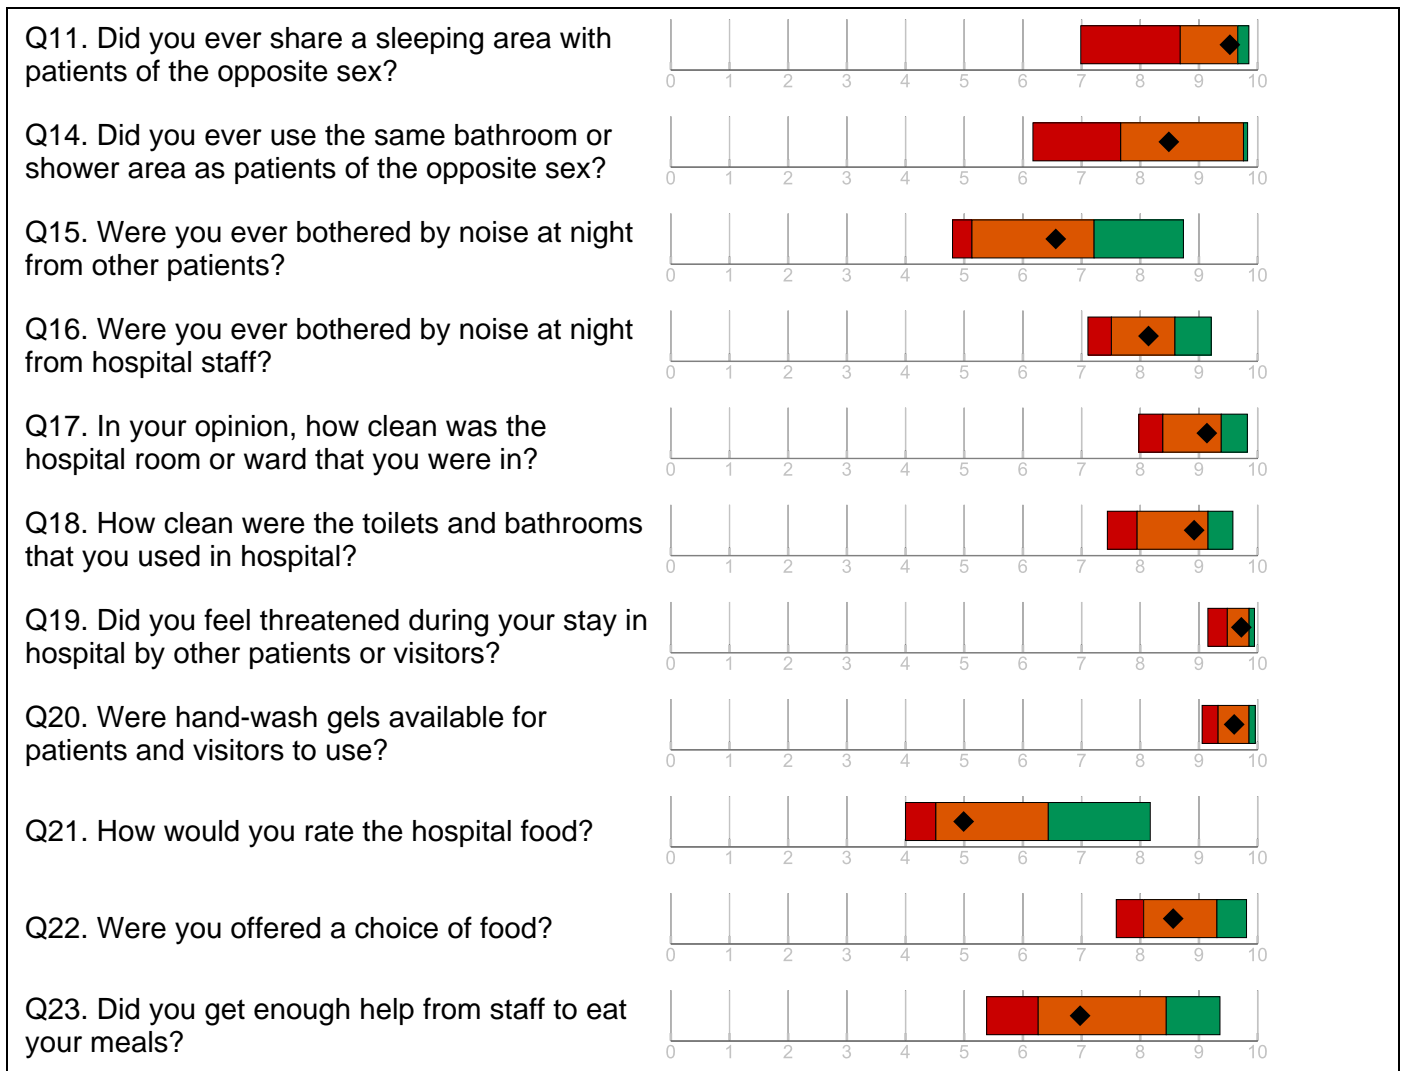 Q11. Did you ever share a sleeping area with
patients of the opposite sex?
0 1 2 3 4 5 6 7 8 9 10
Q14. Did you ever use the same bathroom or
shower area as patients of the opposite sex?
0 1 2 3 4 5 6 7 8 9 10
Q15. Were you ever bothered by noise at night
from other patients?
0 1 2 3 4 5 6 7 8 9 10
Q16. Were you ever bothered by noise at night
from hospital staff?
0 1 2 3 4 5 6 7 8 9 10
Q17. In your opinion, how clean was the
hospital room or ward that you were in?
0 1 2 3 4 5 6 7 8 9 10
Q18. How clean were the toilets and bathrooms
that you used in hospital?
0 1 2 3 4 5 6 7 8 9 10
Q19. Did you feel threatened during your stay in
hospital by other patients or visitors?
0 1 2 3 4 5 6 7 8 9 10
Q20. Were hand-wash gels available for
patients and visitors to use?
0 1 2 3 4 5 6 7 8 9 10
Q21. How would you rate the hospital food?
0 1 2 3 4 5 6 7 8 9 10
Q22. Were you offered a choice of food?
0 1 2 3 4 5 6 7 8 9 10
Q23. Did you get enough help from staff to eat
your meals?
0 1 2 3 4 5 6 7 8 9 10